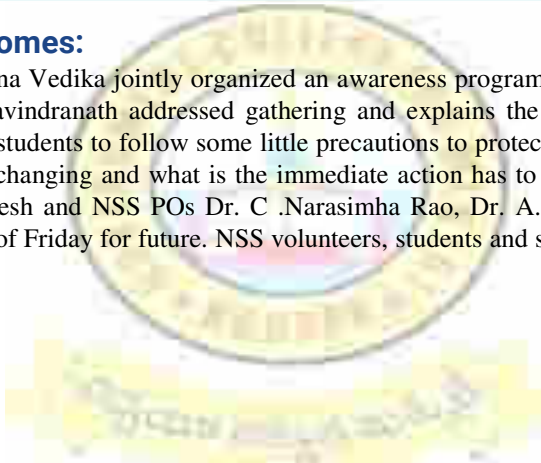 omes:
na Vedika jointly organized an awareness program
avindranath addressed gathering and explains the
students to follow some little precautions to protec
changing and what is the immediate action has to
esh and NSS POs Dr. C .Narasimha Rao, Dr. A.
of Friday for future. NSS volunteers, students and s